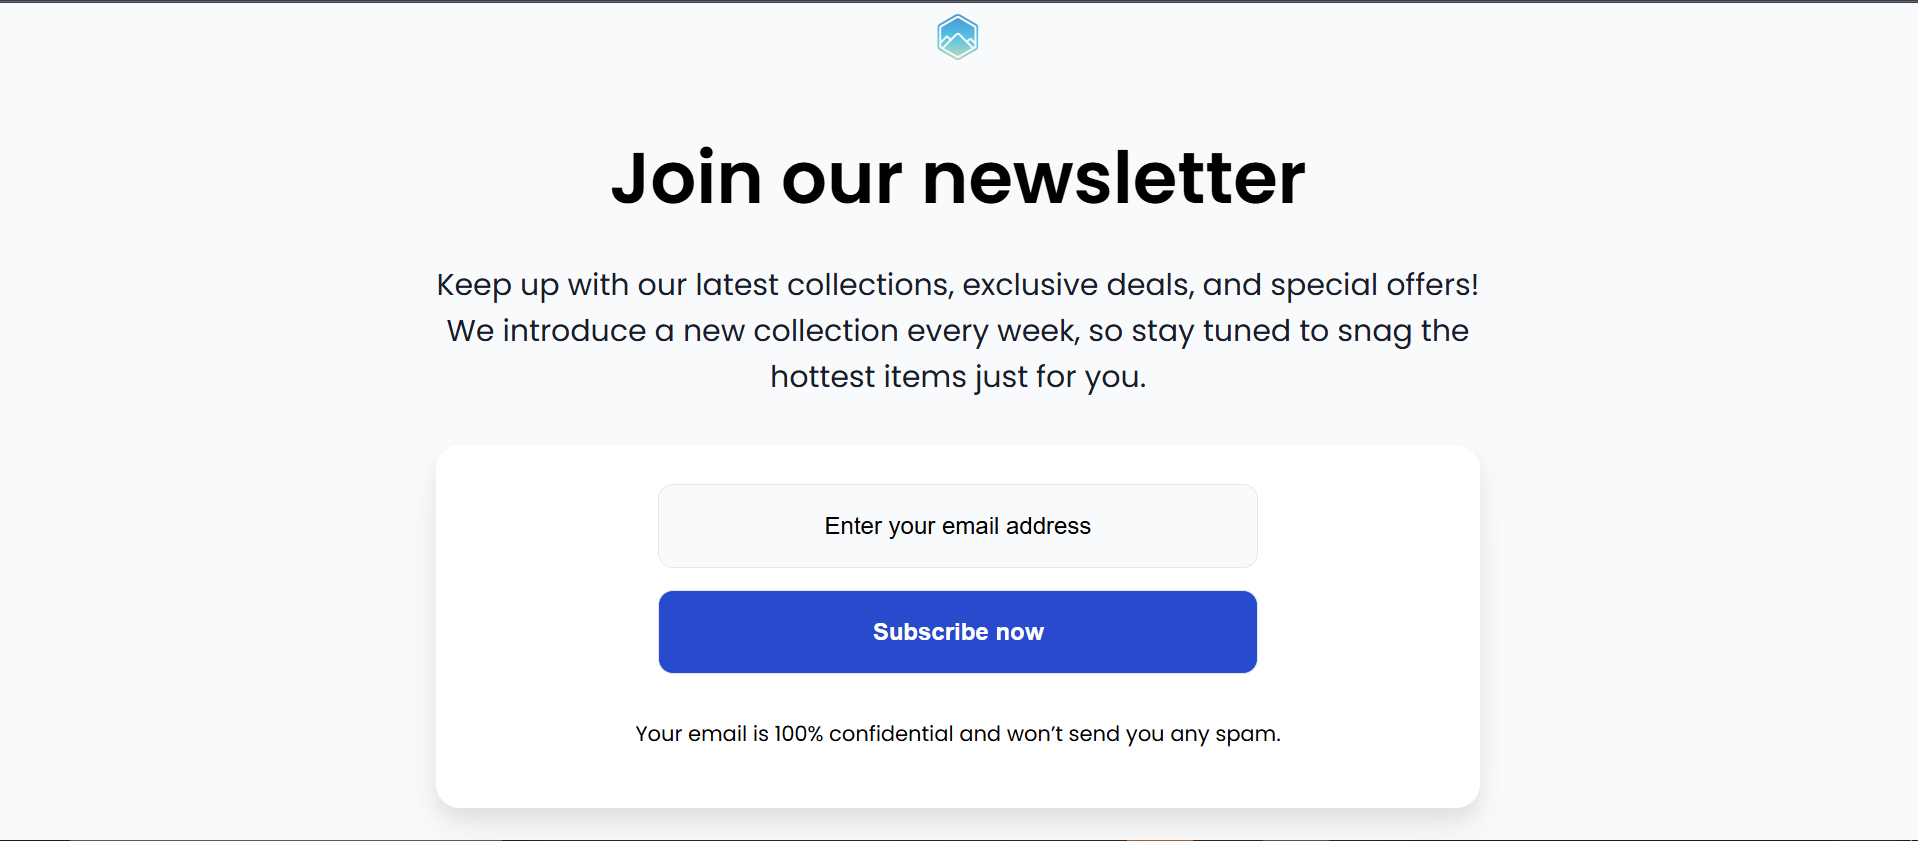 Join our newsletter
Keep up with our latest collections, exclusive deals, and special offers!
We introduce a new collection every week, so stay tuned to snag the
hottest items just for you.
Enter your email address
Subscribe now
Your email is 100% confidential and won’t send you any spam.